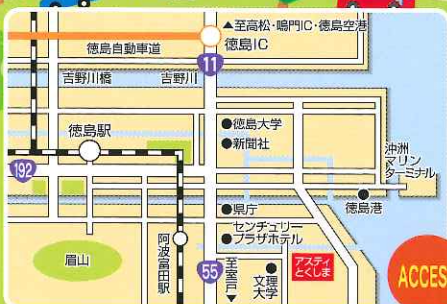 ▲至高松・鳴門IC・徳島空港
徳島IC
徳島自動車道
11
吉野川橋
吉野川
徳島駅
●徳島大学
●新聞社
192
沖洲
マリン
ターミナル
徳島港
●県庁
センチュリー
●プラザホテル
眉山
阿波富田駅
55
至室戸▼
文理
大学
アスティ
とくしま
ACCES